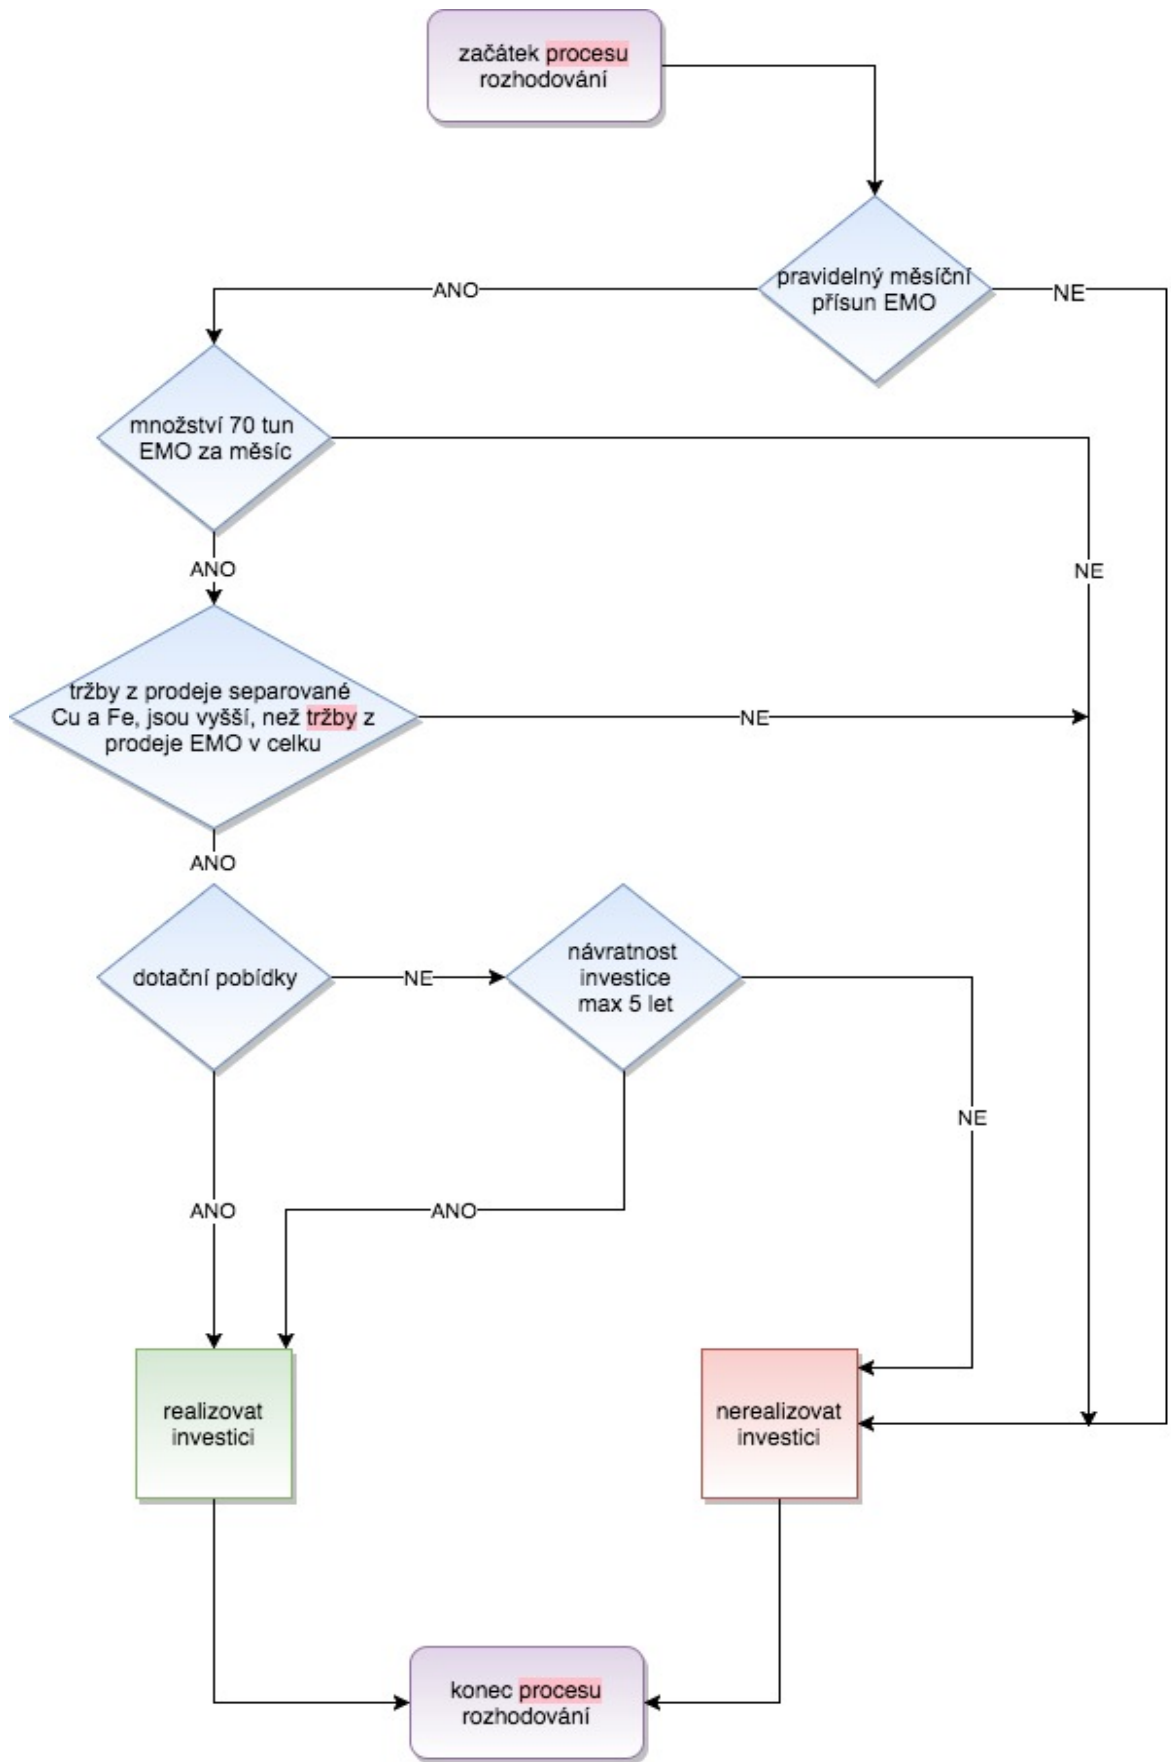 začátek procesu
rozhodování
pravidelný měsíční
přísun EMO
ANO
NE
množství 70 tun
EMO za měsíc
ANO
NE
tržby z prodeje separované
Cu a Fe, jsou vyšší, než tržby z
prodeje EMO v celku
NE
ANO
dotační pobídky
NE
návratnost
investice
max 5 let
NE
ANO
ANO
realizovat
investici
nerealizovat
investici
konec procesu
rozhodování